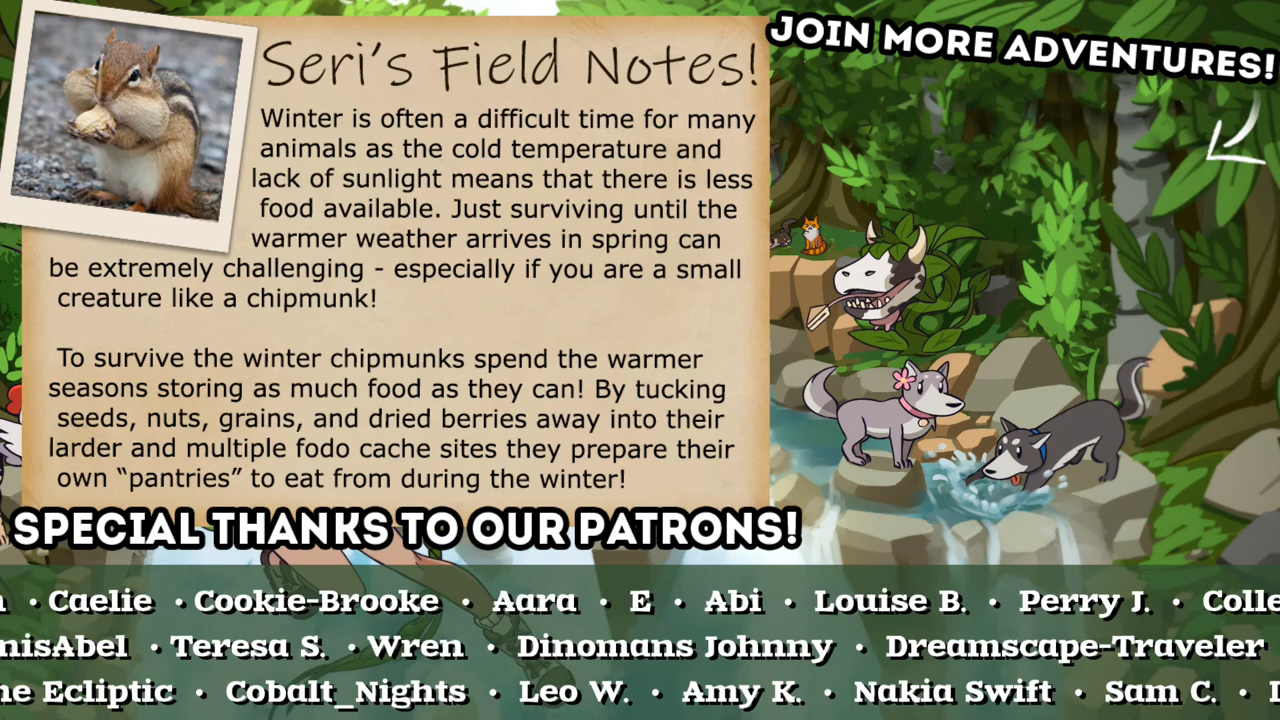 Seri's Field Notes!
JOIN MORE ADVENTURES!
Winter is often a difficult time for many
animals as the cold temperature and
lack of sunlight means that there is less
food available. Just surviving until the
warmer weather arrives in spring can
be extremely challenging - especially if you are a small
creature like a chipmunk!
To survive the winter chipmunks spend the warmer
seasons storing as much food as they can! By tucking
seeds, nuts, grains, and dried berries away into their
larder and multiple fodo cache sites they prepare their
own “pantries” to eat from during the winter!
SPECIAL THANKS TO OUR PATRONS!
• Caelie • Cookie-Brooke • Aara • E • Abi • Louise B. • Perry J. • Colle
nisAbel • Teresa S. • Wren • Dinomans Johnny • Dreamscape-Traveler
he Ecliptic • Cobalt_Nights • Leo W. • Amy K. • Nakia Swift • Sam C. •